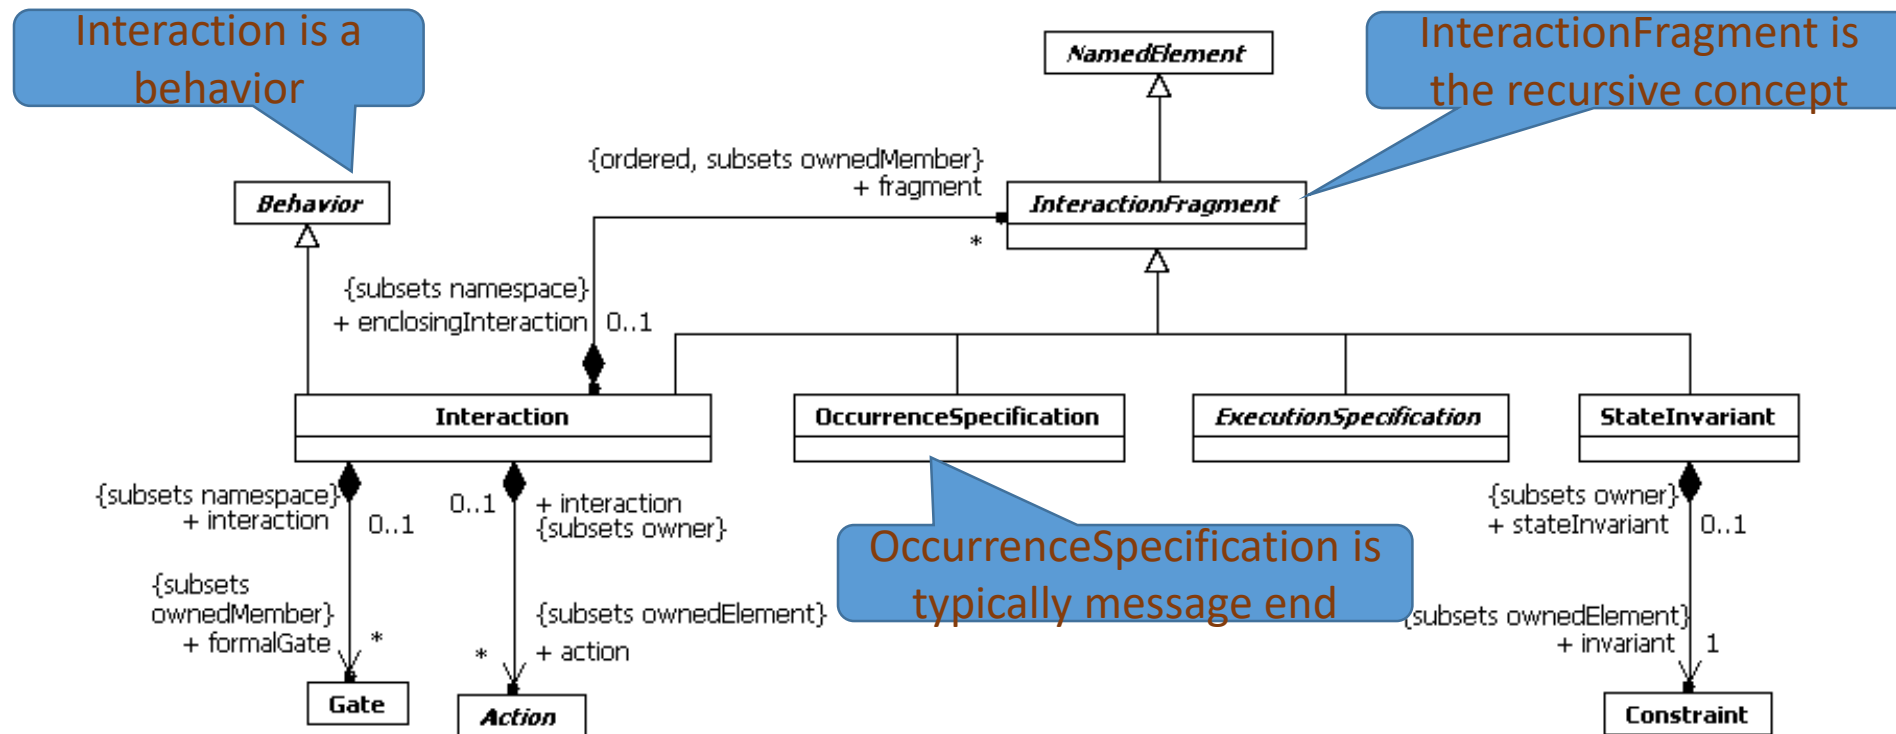 Interaction is a
behavior
NamedElement
InteractionFragment is
the recursive concept
{ordered, subsets ownedMember}
+ fragment
*
Behavior
InteractionFragment
{subsets namespace}
+ enclosingInteraction
0..1
Interaction
OccurrenceSpecification
ExecutionSpecification
StateInvariant
{subsets namespace}
+ interaction
0..1
0..1
+ interaction
{subsets owner}
{subsets owner}
+ stateInvariant
0..1
OccurrenceSpecification is
typically message end
{subsets
ownedMember}
+ formalGate
*
{subsets ownedElement}
+ action
*
{subsets ownedElement}
+ invariant
1
Gate
Action
Constraint